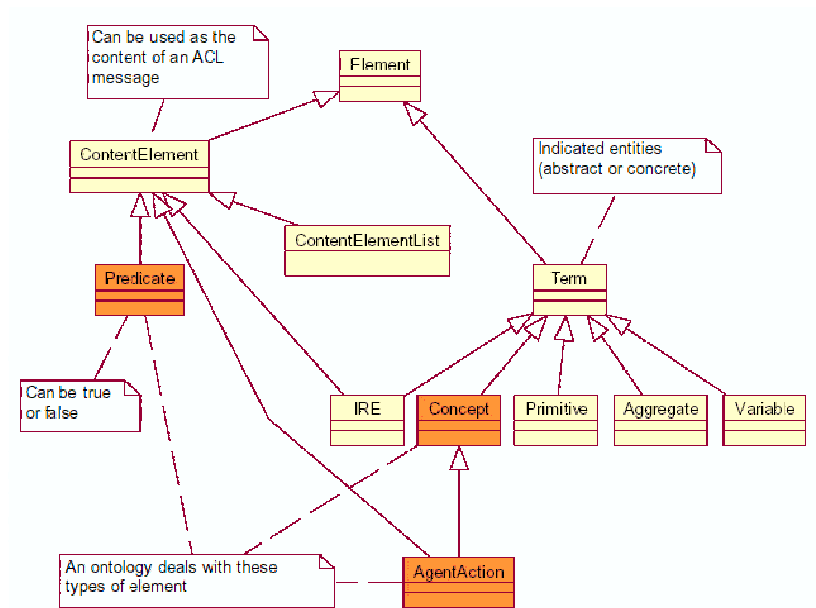 Can be used as the
content of an ACL
message
Element
ContentElement
Indicated entities
(abstract or concrete)
ContentElementList
Predicate
Term
Can be true
or false
IRE
Concept
Primitive
Aggregate
Variable
An ontology deals with these
types of element
AgentAction